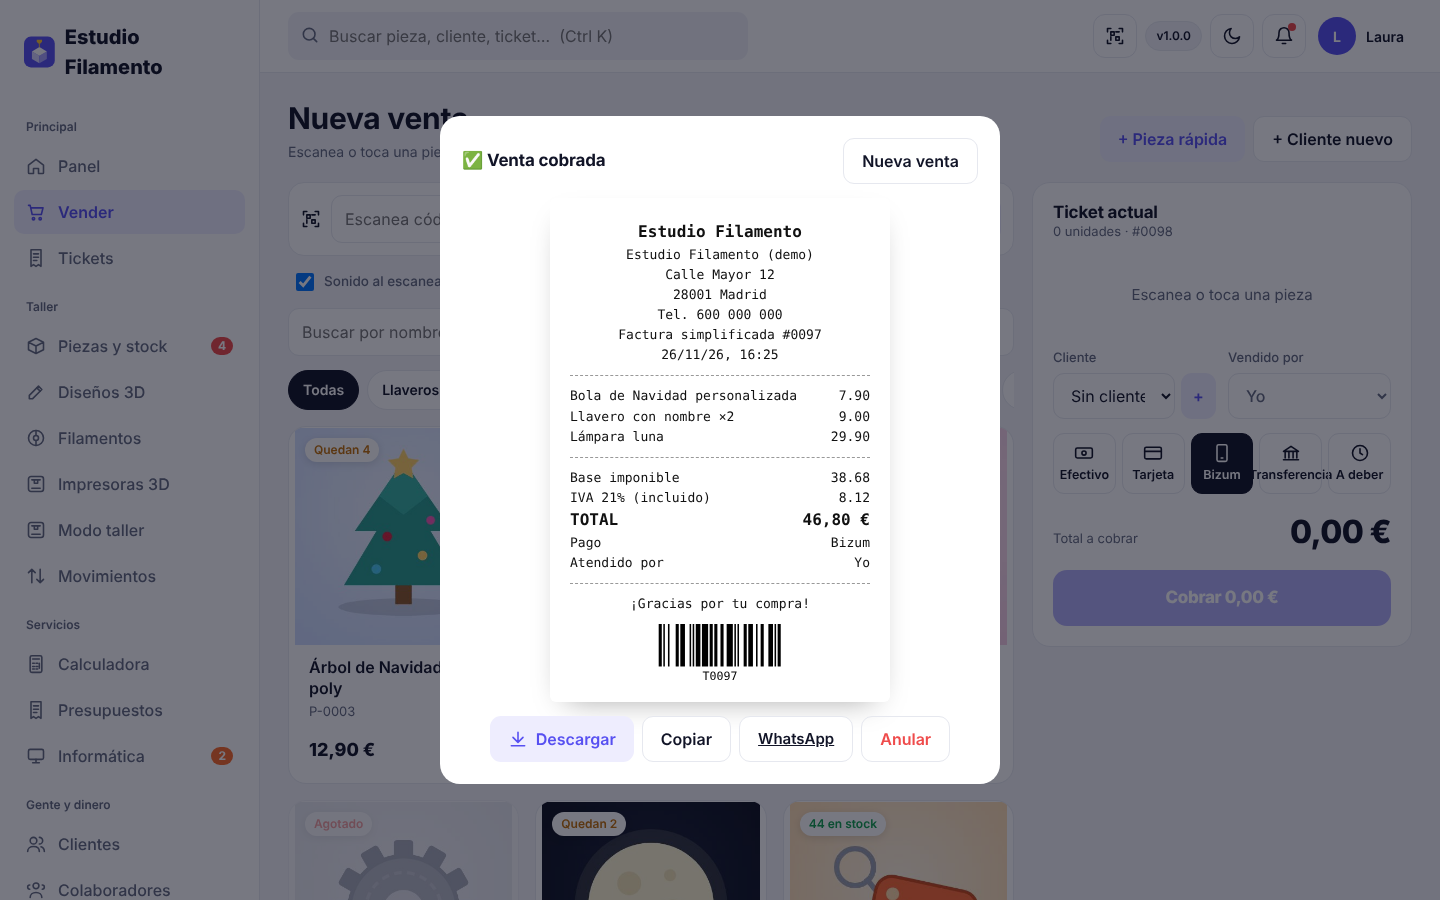 Estudio
Filamento
Buscar pieza, cliente, ticket... (Ctrl K)
v1.0.0
L
Laura
Principal
Panel
Vender
Tickets
Taller
Piezas y stock
4
Diseños 3D
Filamentos
Impresoras 3D
Modo taller
Movimientos
Servicios
Calculadora
Presupuestos
Informática
2
Gente y dinero
Clientes
Colaboradores
Nueva venta
Escanea o toca una pie
+ Pieza rápida
+ Cliente nuevo
Escanea cód
Sonido al escanea
Buscar por nombre
Todas
Llaveros
Quedan 4
Árbol de Navidad
poly
P-0003
12,90 €
Agotado
Quedan 2
44 en stock
✅ Venta cobrada
Nueva venta
Estudio Filamento
Estudio Filamento (demo)
Calle Mayor 12
28001 Madrid
Tel. 600 000 000
Factura simplificada #0097
26/11/26, 16:25
Bola de Navidad personalizada 7.90
Llavero con nombre ×2 9.00
Lámpara luna 29.90
Base imponible 38.68
IVA 21% (incluido) 8.12
TOTAL 46,80 €
Pago Bizum
Atendido por Yo
¡Gracias por tu compra!
T0097
Descargar
Copiar
WhatsApp
Anular
Ticket actual
0 unidades · #0098
Escanea o toca una pieza
Cliente
Vendido por
Sin cliente
+
Yo
Efectivo
Tarjeta
Bizum
Transferencia
A deber
Total a cobrar
0,00 €
Cobrar 0,00 €